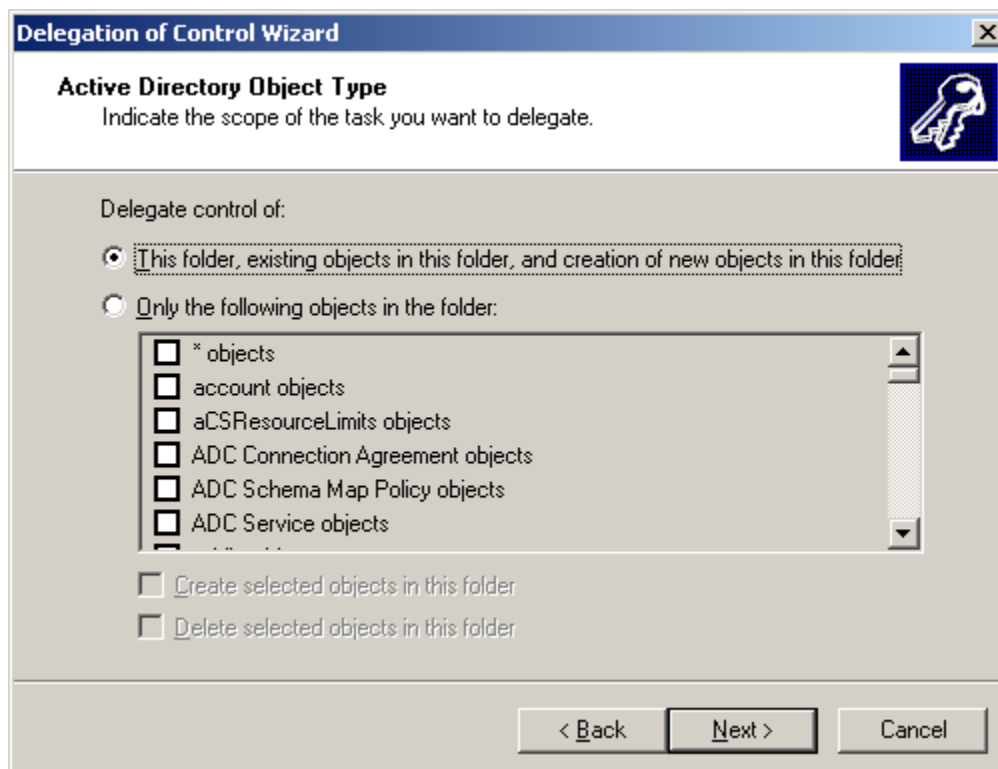 Delegation of Control Wizard
Active Directory Object Type
Indicate the scope of the task you want to delegate.
Delegate control of:
This folder, existing objects in this folder, and creation of new objects in this folder
Only the following objects in the folder:
* objects
account objects
aCSResourceLimits objects
ADC Connection Agreement objects
ADC Schema Map Policy objects
ADC Service objects
Create selected objects in this folder
Delete selected objects in this folder
< Back
Next >
Cancel